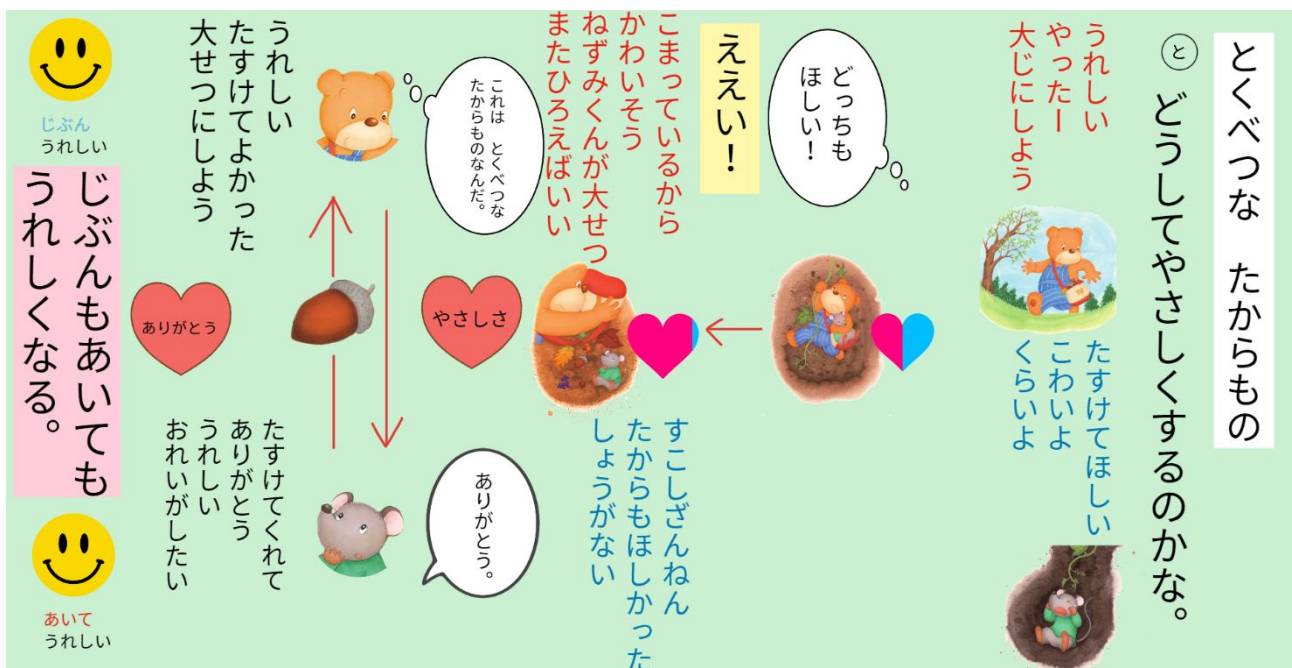 とくべつな　たからもの
と どうしてやさしくするのかな。
うれしい
やったー
大じにしよう
たすけてほしい
こわいよ
くらいよ
どっちも
ほしい！
ええい！
こまっているから
かわいそう
ねずみくんが大せつ
またひろえばいい
すこしざんねん
たからもほしかった
しょうがない
これは　とくべつな
たからものなんだ。
やさしさ
ありがとう。
うれしい
たすけてよかった
大せつにしよう
ありがとう
たすけてくれて
ありがとう
うれしい
おれいがしたい
じぶん
うれしい
じぶんもあいても
うれしくなる。
あいて
うれしい